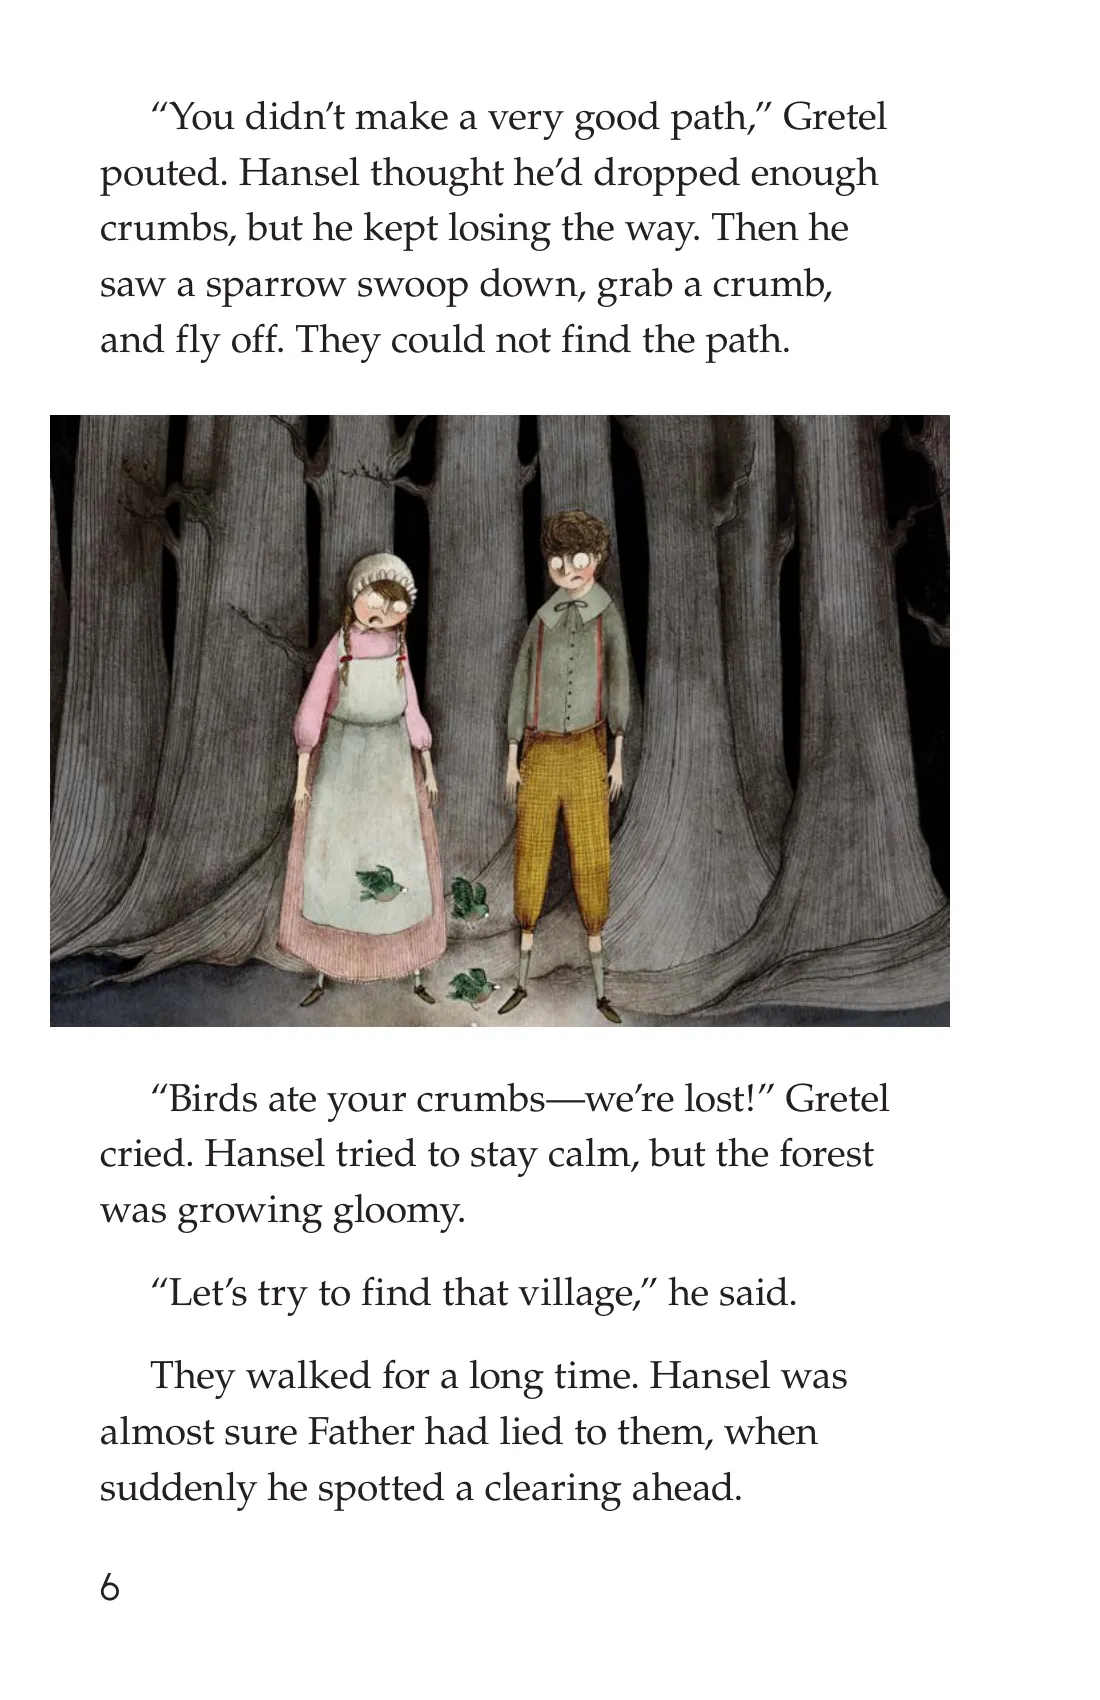 “You didn’t make a very good path,” Gretel
pouted. Hansel thought he’d dropped enough
crumbs, but he kept losing the way. Then he
saw a sparrow swoop down, grab a crumb,
and fly off. They could not find the path.
“Birds ate your crumbs—we’re lost!” Gretel
cried. Hansel tried to stay calm, but the forest
was growing gloomy.
“Let’s try to find that village,” he said.
They walked for a long time. Hansel was
almost sure Father had lied to them, when
suddenly he spotted a clearing ahead.
6